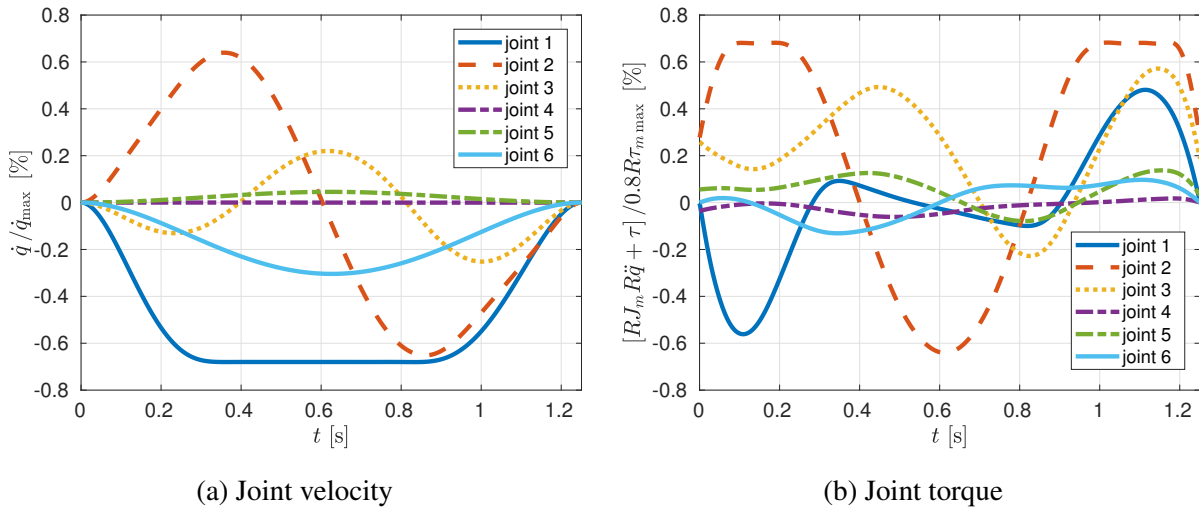 0.8
0.6
0.4
0.2
0
-0.2
-0.4
-0.6
-0.8
q̇/q̇max [%]
joint 1
joint 2
joint 3
joint 4
joint 5
joint 6
0 0.2 0.4 0.6 0.8 1 1.2
t [s]
(a) Joint velocity
0.8
0.6
0.4
0.2
0
-0.2
-0.4
-0.6
-0.8
[RJmRq̈ + τ] /0.8Rτm max [%]
joint 1
joint 2
joint 3
joint 4
joint 5
joint 6
0 0.2 0.4 0.6 0.8 1 1.2
t [s]
(b) Joint torque